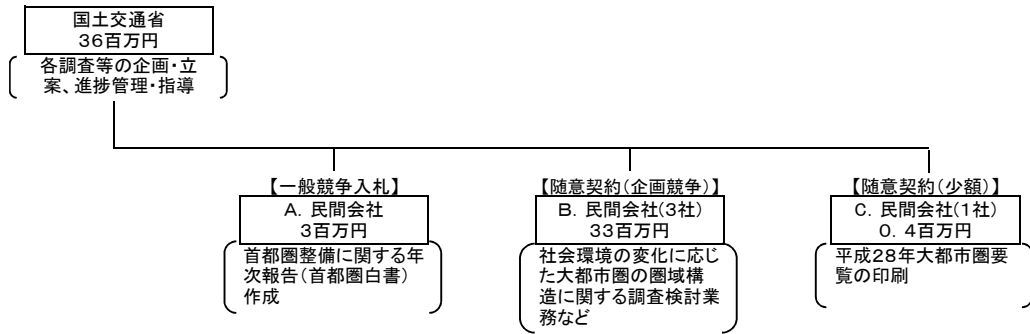 国土交通省
36百万円
各調査等の企画・立
案、進捗管理・指導
【一般競争入札】
A. 民間会社
3百万円
首都圏整備に関する年
次報告(首都圏白書)
作成
【随意契約(企画競争)】
B. 民間会社(3社)
33百万円
社会環境の変化に応じ
た大都市圏の圏域構
造に関する調査検討業
務など
【随意契約(少額)】
C. 民間会社(1社)
0. 4百万円
平成28年大都市圏要
覧の印刷